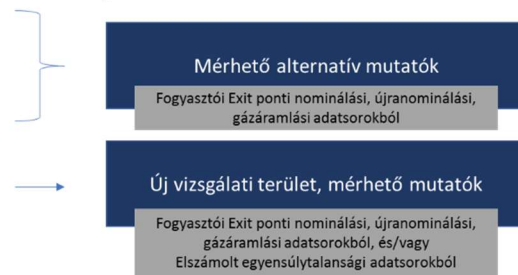 Mérhető alternatív mutatók
Fogyasztói Exit ponti nominálási, újranominálási,
gázáramlási adatsorokból
Új vizsgálati terület, mérhető mutatók
Fogyasztói Exit ponti nominálási, újranominálási,
gázáramlási adatsorokból, és/vagy
Elszámolt egyensúlytalansági adatsorokból